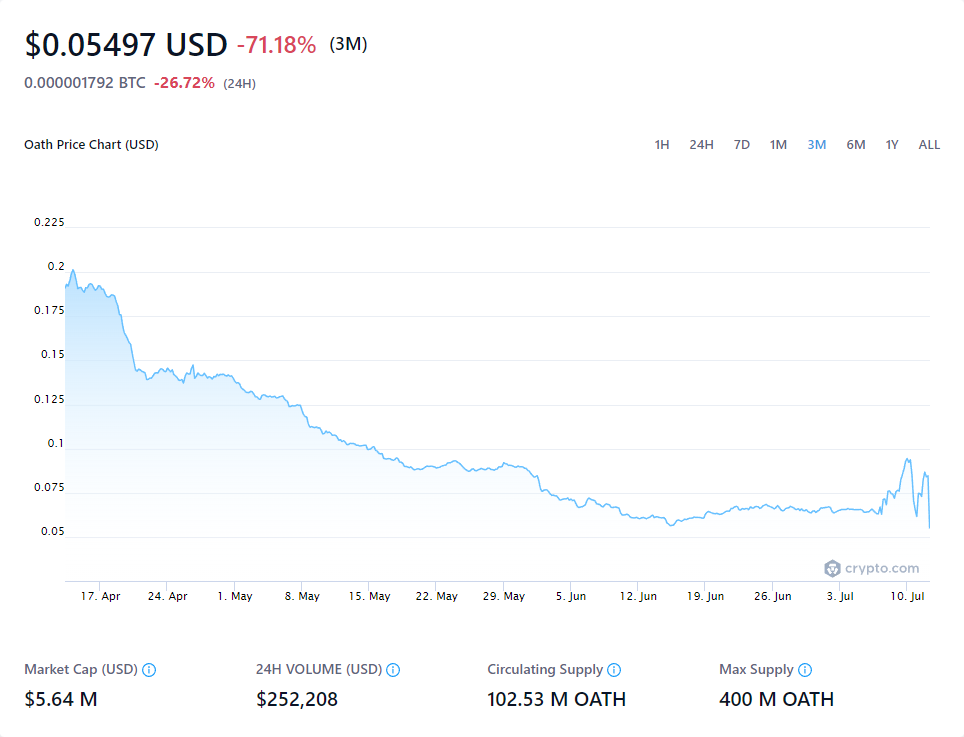 $0.05497 USD -71.18% (3M)
0.000001792 BTC -26.72% (24H)
Oath Price Chart (USD)
1H 24H 7D 1M 3M 6M 1Y ALL
0.225
0.2
0.175
0.15
0.125
0.1
0.075
0.05
crypto.com
17. Apr 24. Apr 1. May 8. May 15. May 22. May 29. May 5. Jun 12. Jun 19. Jun 26. Jun 3. Jul 10. Jul
Market Cap (USD) 24H VOLUME (USD) Circulating Supply Max Supply
$5.64 M $252,208 102.53 M OATH 400 M OATH